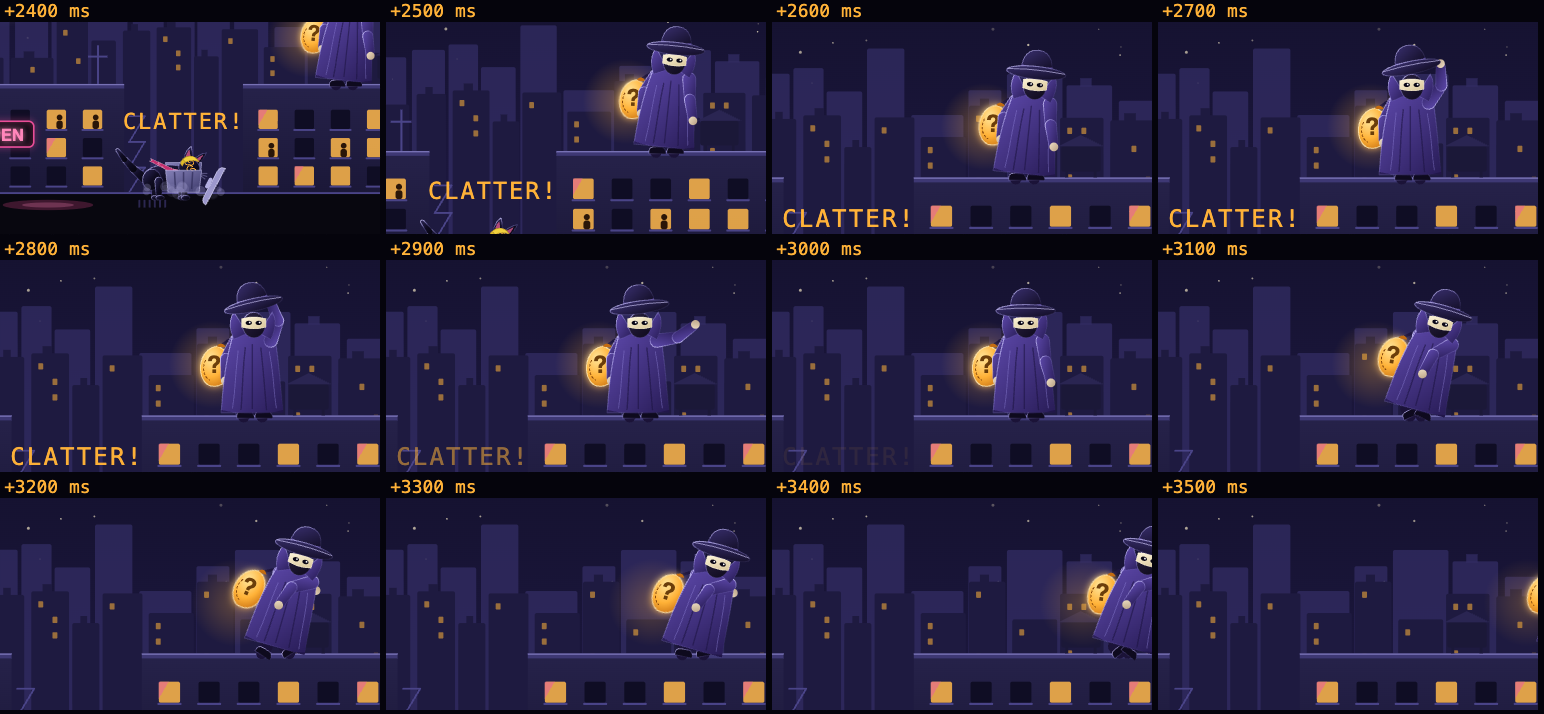 +2400 ms
+2500 ms
+2600 ms
+2700 ms
?
CLATTER!
EN
?
CLATTER!
?
CLATTER!
?
CLATTER!
+2800 ms
+2900 ms
+3000 ms
+3100 ms
?
CLATTER!
?
CLATTER!
?
CLATTER!
?
+3200 ms
+3300 ms
+3400 ms
+3500 ms
?
?
?